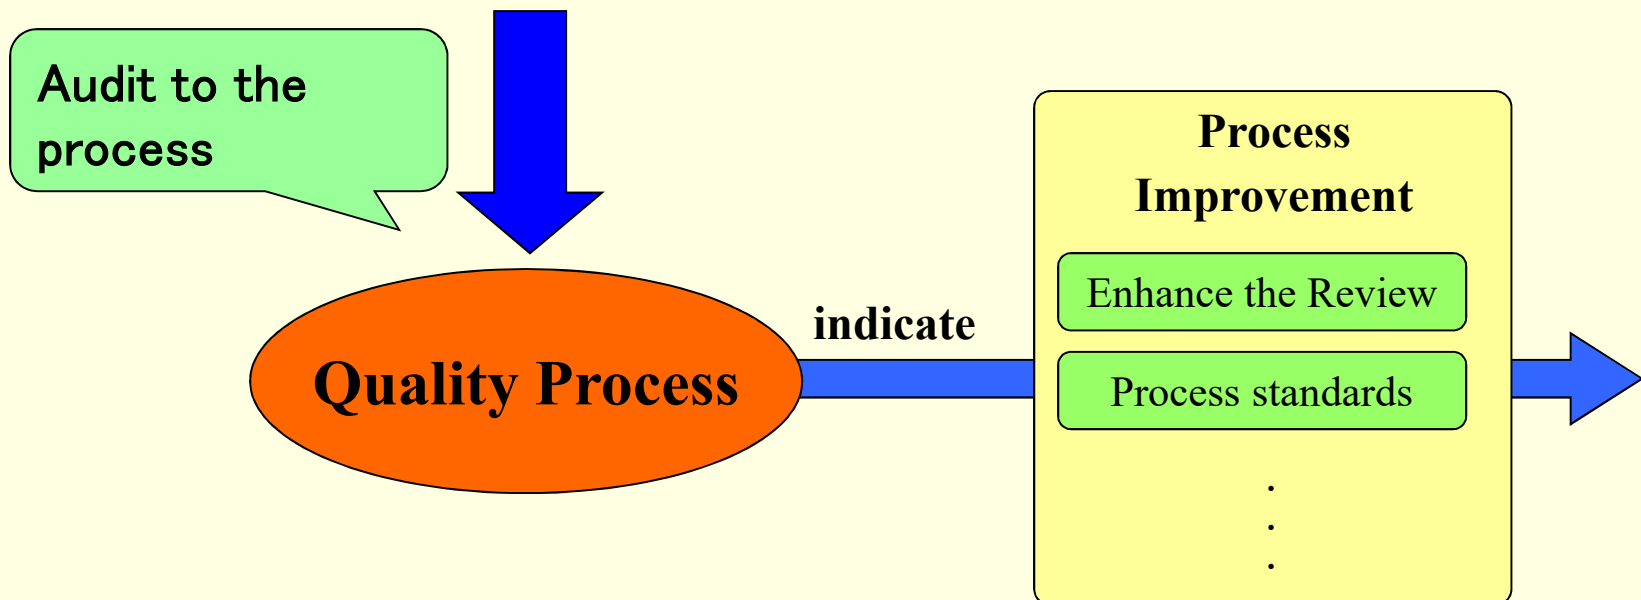 Audit to the
process
Process
Improvement
Enhance the Review
indicate
Quality Process
Process standards
.
.
.